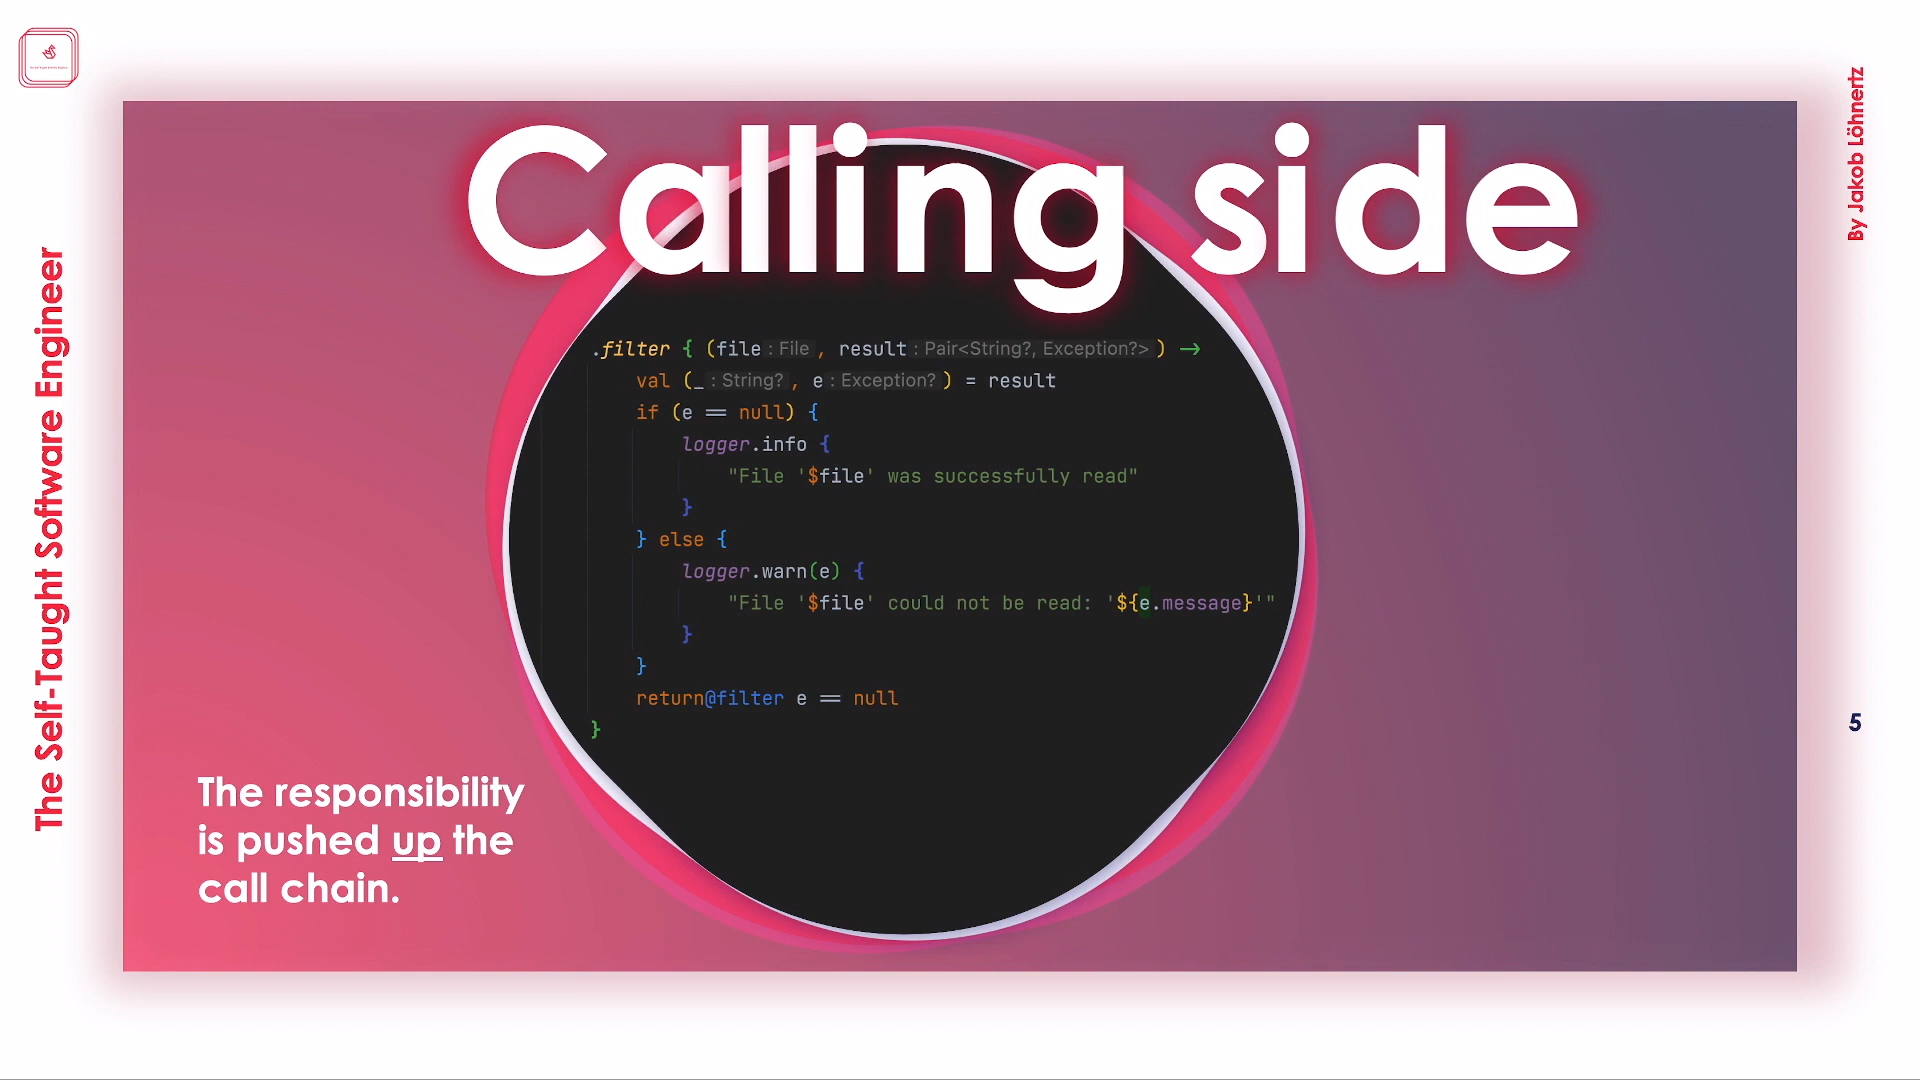 Calling side
.filter { (file : File , result : Pair<String?, Exception?> ) →
val (_ : String? , e : Exception? ) = result
if (e == null) {
logger.info {
"File '$file' was successfully read"
}
} else {
logger.warn(e) {
"File '$file' could not be read: '${e.message}'"
}
}
return@filter e == null
}
The responsibility
is pushed up the
call chain.
The Self-Taught Software Engineer
By Jakob Löhnertz
5